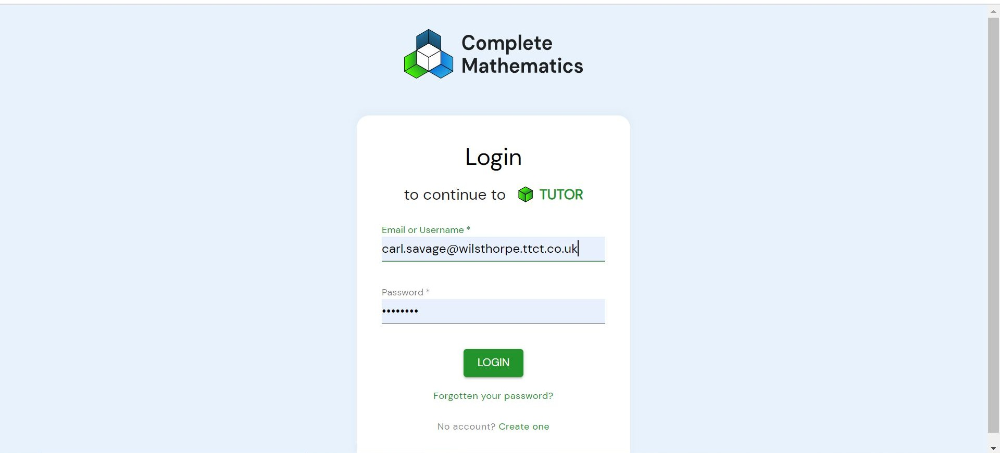 Complete
Mathematics
Login
to continue to TUTOR
Email or Username *
carl.savage@wilsthorpe.ttct.co.uk
Password *
••••••••
LOGIN
Forgotten your password?
No account? Create one